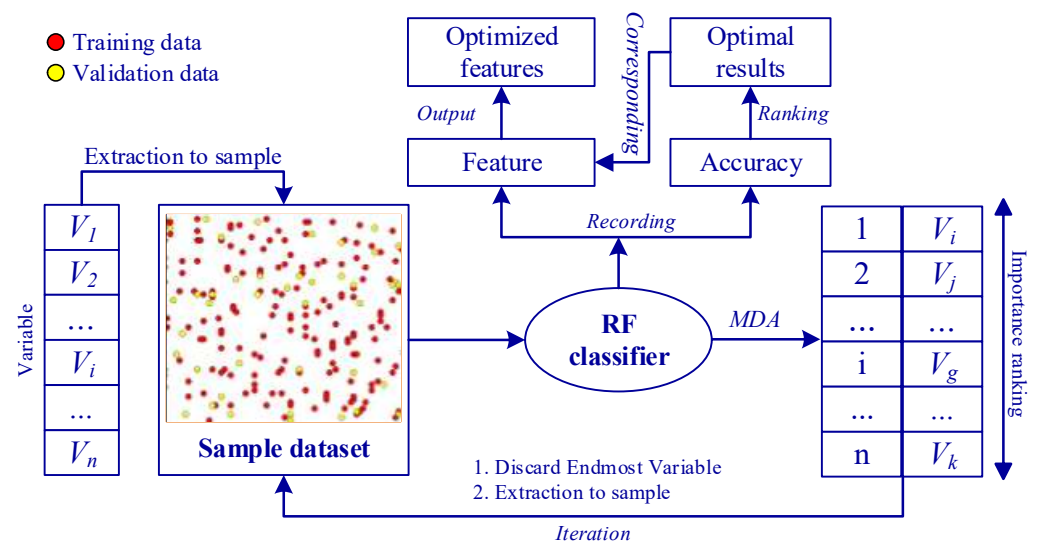 Training data
Validation data
Optimized
features
Corresponding
Optimal
results
Output
Ranking
Feature
Accuracy
Extraction to sample
Recording
Variable
V1
V2
...
Vi
...
Vn
Sample dataset
RF
classifier
MDA
1 Vi
2 Vj
... ...
i Vg
... ...
n Vk
Importance ranking
1. Discard Endmost Variable
2. Extraction to sample
Iteration